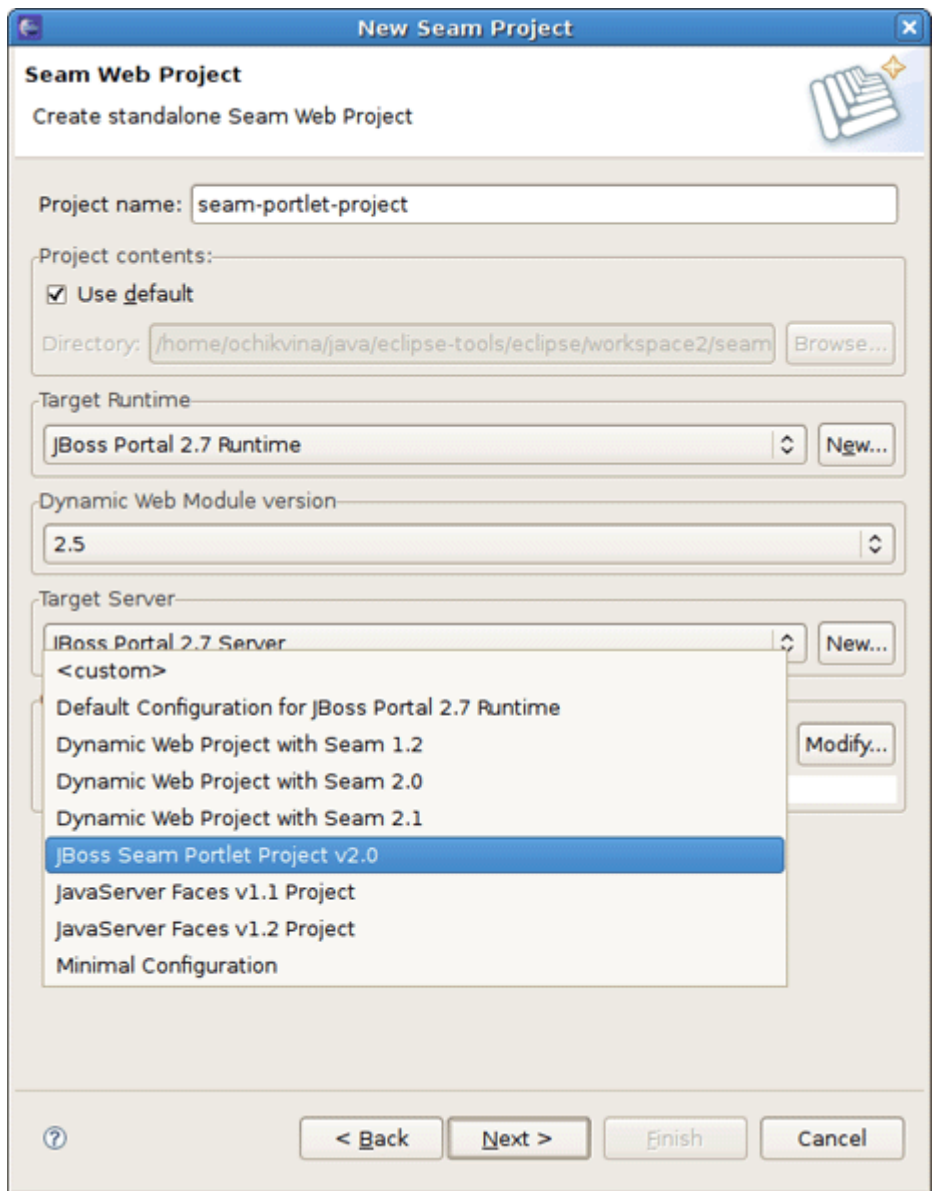 New Seam Project
Seam Web Project
Create standalone Seam Web Project
Project name: seam-portlet-project
Project contents:
Use default
Directory: /home/ochikvina/java/eclipse-tools/eclipse/workspace2/seam Browse...
Target Runtime
JBoss Portal 2.7 Runtime New...
Dynamic Web Module version
2.5
Target Server
JBoss Portal 2.7 Server New...
<custom>
Default Configuration for JBoss Portal 2.7 Runtime
Dynamic Web Project with Seam 1.2 Modify...
Dynamic Web Project with Seam 2.0
Dynamic Web Project with Seam 2.1
JBoss Seam Portlet Project v2.0
JavaServer Faces v1.1 Project
JavaServer Faces v1.2 Project
Minimal Configuration
? < Back Next > Finish Cancel